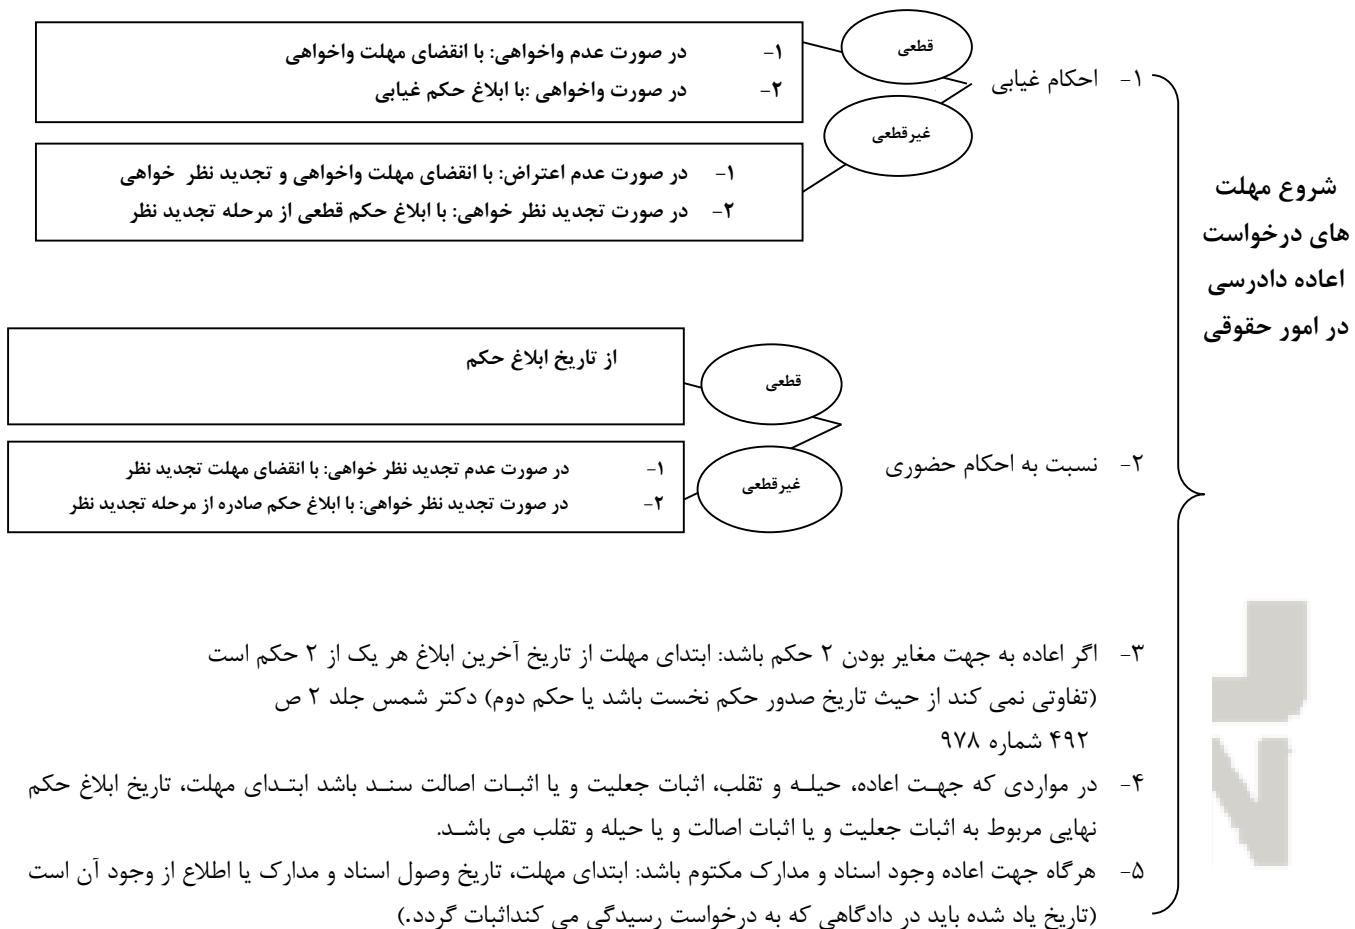 شروع مهلت
های درخواست
اعاده دادرسی
در امور حقوقی
۱- احکام غیابی
قطعی
۱- در صورت عدم واخواهی: با انقضای مهلت واخواهی
۲- در صورت واخواهی :با ابلاغ حکم غیابی
غیرقطعی
۱- در صورت عدم اعتراض: با انقضای مهلت واخواهی و تجدید نظر خواهی
۲- در صورت تجدید نظر خواهی: با ابلاغ حکم قطعی از مرحله تجدید نظر
۲- نسبت به احکام حضوری
قطعی
از تاریخ ابلاغ حکم
غیرقطعی
۱- در صورت عدم تجدید نظر خواهی: با انقضای مهلت تجدید نظر
۲- در صورت تجدید نظر خواهی: با ابلاغ حکم صادره از مرحله تجدید نظر
۳- اگر اعاده به جهت مغایر بودن ۲ حکم باشد: ابتدای مهلت از تاریخ آخرین ابلاغ هر یک از ۲ حکم است
(تفاوتی نمی کند از حیث تاریخ صدور حکم نخست باشد یا حکم دوم) دکتر شمس جلد ۲ ص
۴۹۲ شماره ۹۷۸
۴- در مواردی که جهت اعاده، حیله و تقلب، اثبات جعلیت و یا اثبات اصالت سند باشد ابتدای مهلت، تاریخ ابلاغ حکم
نهایی مربوط به اثبات جعلیت و یا اثبات اصالت و یا حیله و تقلب می باشد.
۵- هرگاه جهت اعاده وجود اسناد و مدارک مکتوم باشد: ابتدای مهلت، تاریخ وصول اسناد و مدارک یا اطلاع از وجود آن است
(تاریخ یاد شده باید در دادگاهی که به درخواست رسیدگی می کنداثبات گردد.)